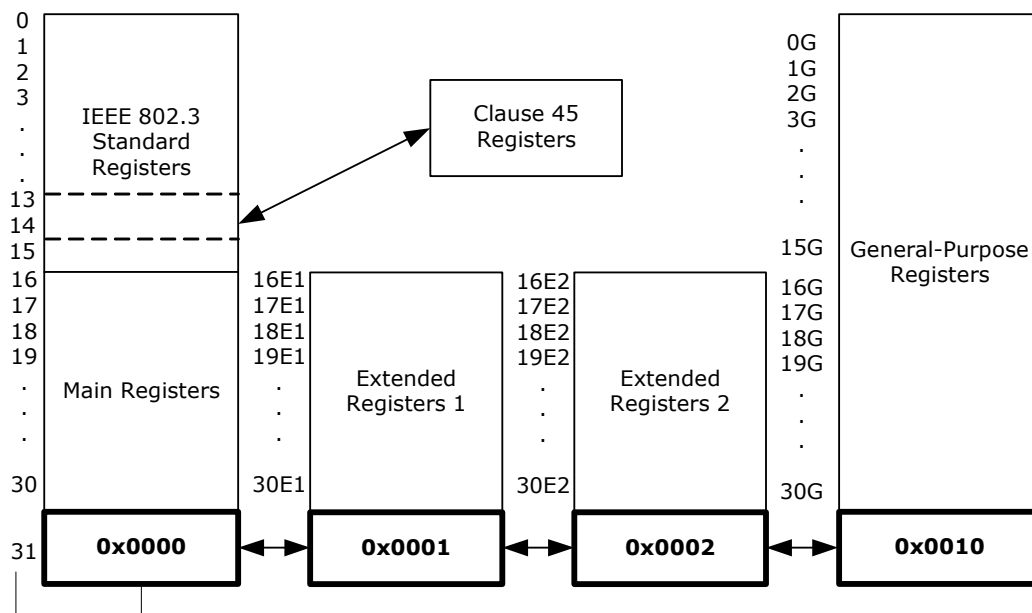 0
1
2
3
.
.
.
13
14
15
16
17
18
19
.
.
.
30
31
IEEE 802.3
Standard
Registers
Main Registers
0x0000
Clause 45
Registers
16E1
17E1
18E1
19E1
.
.
.
30E1
Extended
Registers 1
0x0001
16E2
17E2
18E2
19E2
.
.
.
30E2
Extended
Registers 2
0x0002
0G
1G
2G
3G
.
.
.
15G
16G
17G
18G
19G
.
.
.
30G
General-Purpose
Registers
0x0010